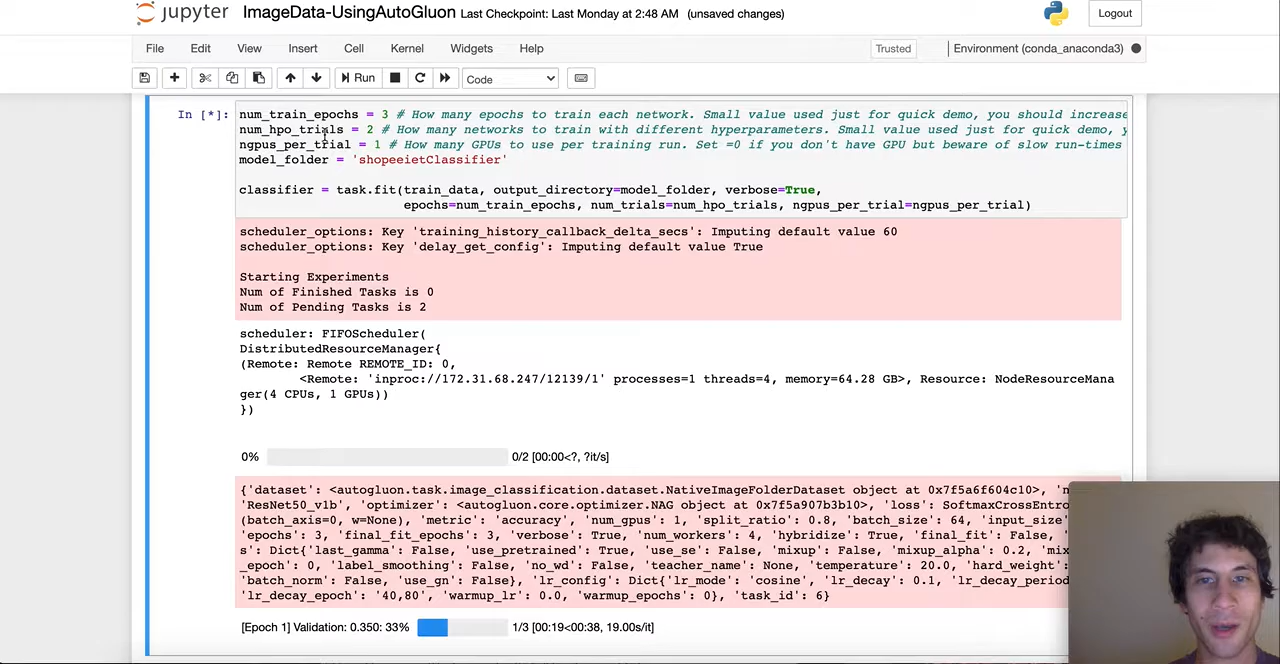 jupyter ImageData-UsingAutoGluon Last Checkpoint: Last Monday at 2:48 AM (unsaved changes) Logout
File Edit View Insert Cell Kernel Widgets Help Trusted Environment (conda_anaconda3)
Run Code
In [*]: num_train_epochs = 3 # How many epochs to train each network. Small value used just for quick demo, you should increase
num_hpo_trials = 2 # How many networks to train with different hyperparameters. Small value used just for quick demo, y
ngpus_per_trial = 1 # How many GPUs to use per training run. Set =0 if you don't have GPU but beware of slow run-times
model_folder = 'shopeeietClassifier'
classifier = task.fit(train_data, output_directory=model_folder, verbose=True,
epochs=num_train_epochs, num_trials=num_hpo_trials, ngpus_per_trial=ngpus_per_trial)
scheduler_options: Key 'training_history_callback_delta_secs': Imputing default value 60
scheduler_options: Key 'delay_get_config': Imputing default value True
Starting Experiments
Num of Finished Tasks is 0
Num of Pending Tasks is 2
scheduler: FIFOScheduler(
DistributedResourceManager{
(Remote: Remote REMOTE_ID: 0,
<Remote: 'inproc://172.31.68.247/12139/1' processes=1 threads=4, memory=64.28 GB>, Resource: NodeResourceMana
ger(4 CPUs, 1 GPUs))
})
0% 0/2 [00:00<?, ?it/s]
{'dataset': <autogluon.task.image_classification.dataset.NativeImageFolderDataset object at 0x7f5a6f604c10>, 'n
'ResNet50_v1b', 'optimizer': <autogluon.core.optimizer.NAG object at 0x7f5a907b3b10>, 'loss': SoftmaxCrossEntro
(batch_axis=0, w=None), 'metric': 'accuracy', 'num_gpus': 1, 'split_ratio': 0.8, 'batch_size': 64, 'input_size'
'epochs': 3, 'final_fit_epochs': 3, 'verbose': True, 'num_workers': 4, 'hybridize': True, 'final_fit': False, '
s': Dict{'last_gamma': False, 'use_pretrained': True, 'use_se': False, 'mixup': False, 'mixup_alpha': 0.2, 'mix
_epoch': 0, 'label_smoothing': False, 'no_wd': False, 'teacher_name': None, 'temperature': 20.0, 'hard_weight':
'batch_norm': False, 'use_gn': False}, 'lr_config': Dict{'lr_mode': 'cosine', 'lr_decay': 0.1, 'lr_decay_period
'lr_decay_epoch': '40,80', 'warmup_lr': 0.0, 'warmup_epochs': 0}, 'task_id': 6}
[Epoch 1] Validation: 0.350: 33% 1/3 [00:19<00:38, 19.00s/it]